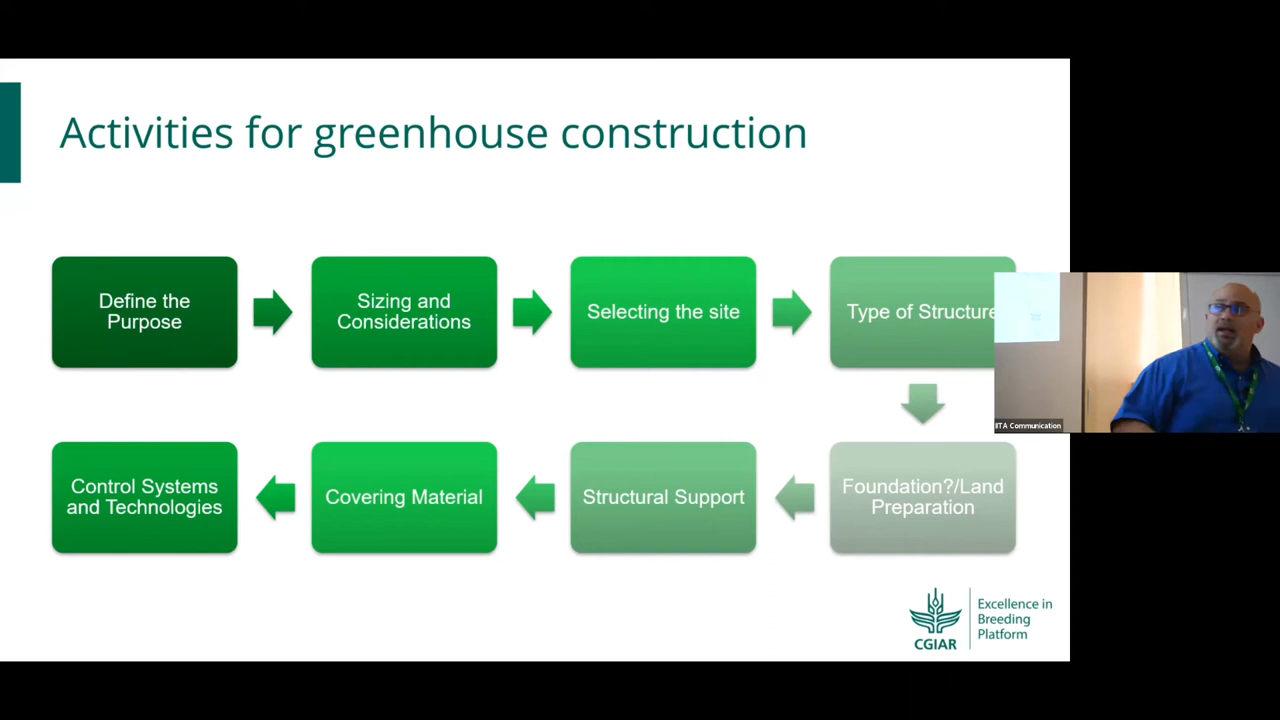 Activities for greenhouse construction
Define the
Purpose
Sizing and
Considerations
Selecting the site
Type of Structure
Foundation?/Land
Preparation
Structural Support
Covering Material
Control Systems
and Technologies
IITA Communication
CGIAR
Excellence in
Breeding
Platform